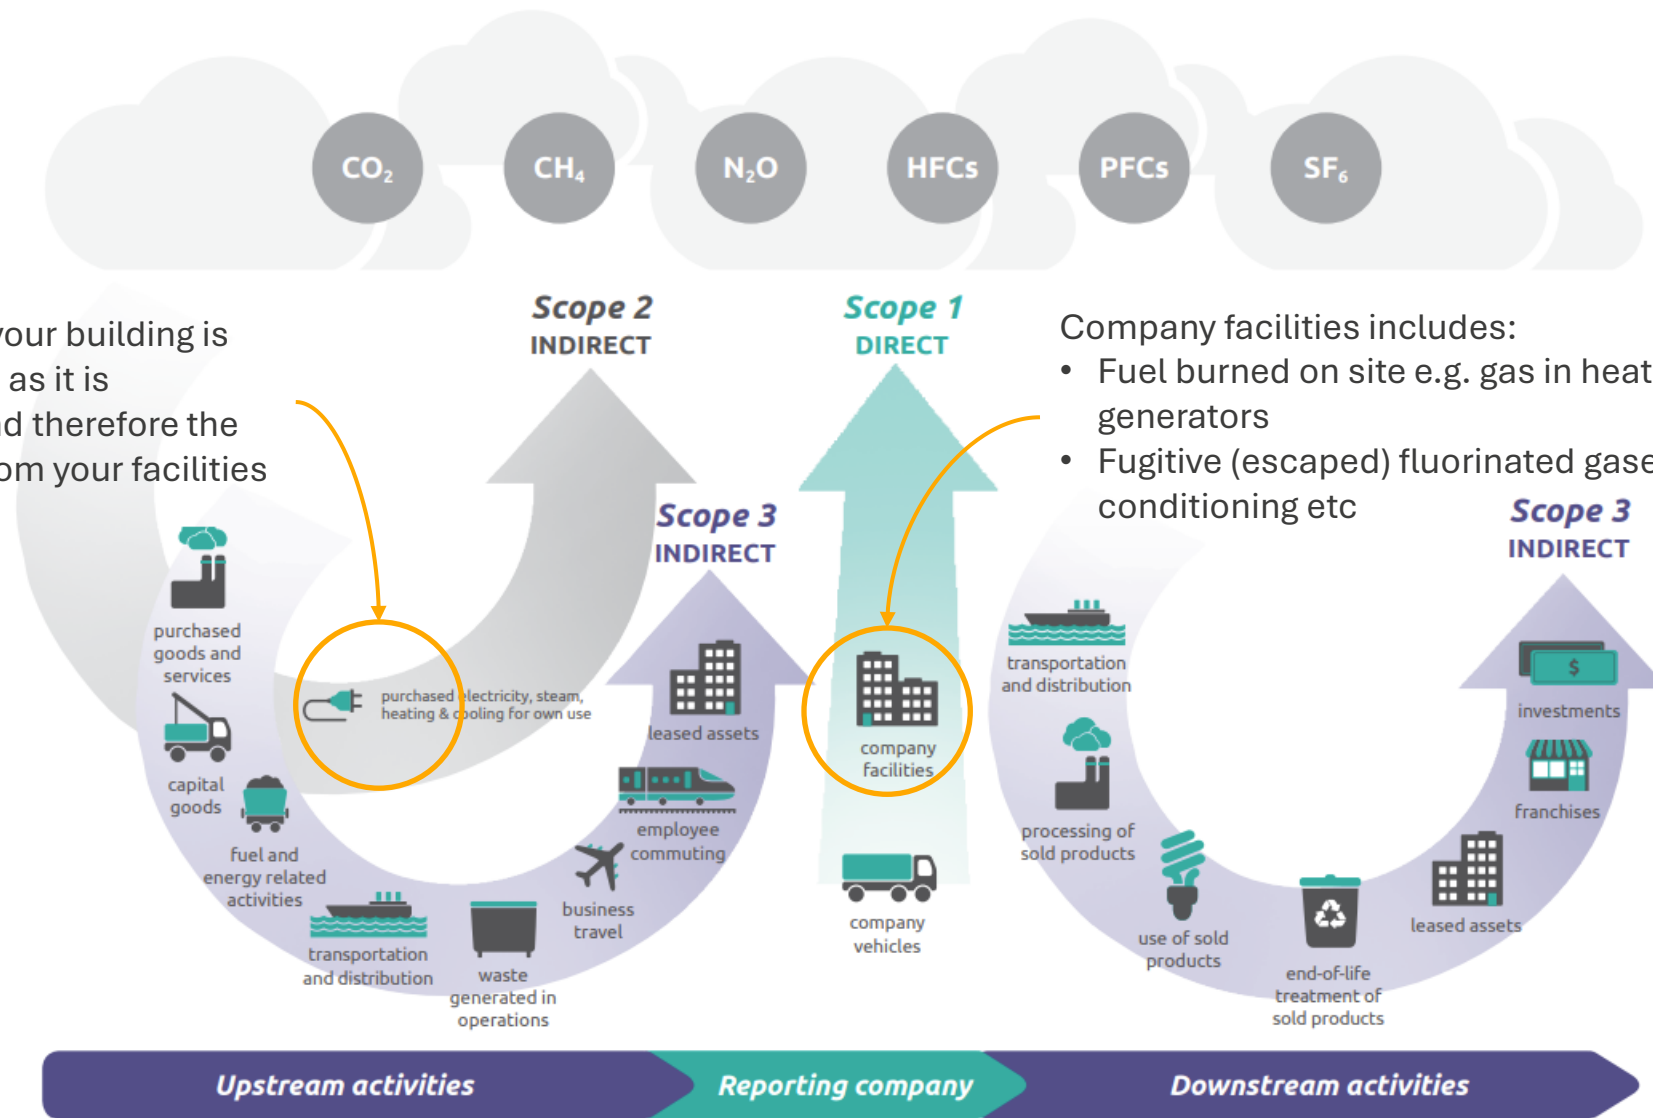 CO₂
CH₄
N₂O
HFCs
PFCs
SF₆
your building is
as it is
therefore the
your facilities
Scope 2
INDIRECT
Scope 1
DIRECT
Company facilities includes:
• Fuel burned on site e.g. gas in heat
generators
• Fugitive (escaped) fluorinated
conditioning etc
Scope 3
INDIRECT
Scope 3
INDIRECT
purchased
goods and
services
capital
goods
fuel and
energy related
activities
transportation
and distribution
waste
generated in
operations
business
travel
employee
commuting
leased assets
purchased electricity, steam,
heating & cooling for own use
company
facilities
company
vehicles
transportation
and distribution
processing of
sold products
use of sold
products
end-of-life
treatment of
sold products
leased assets
franchises
$
investments
Upstream activities
Reporting company
Downstream activities